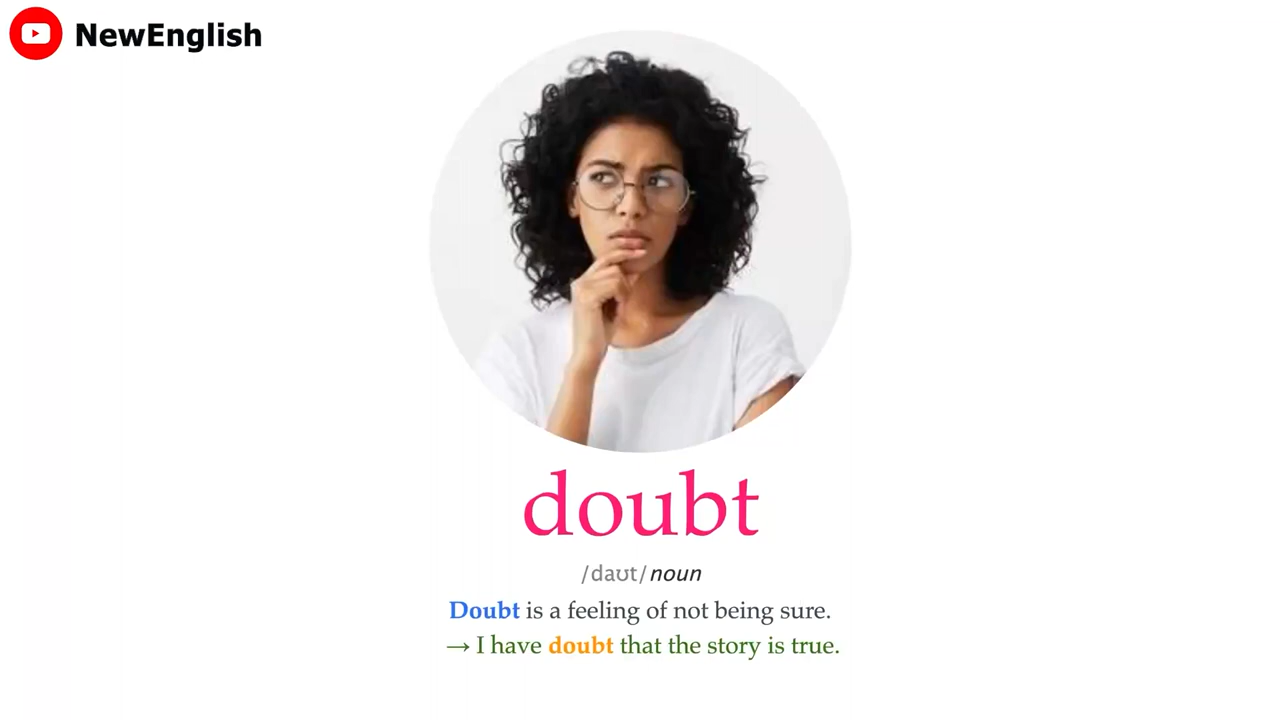 NewEnglish
doubt
/daʊt/noun
Doubt is a feeling of not being sure.
→ I have doubt that the story is true.